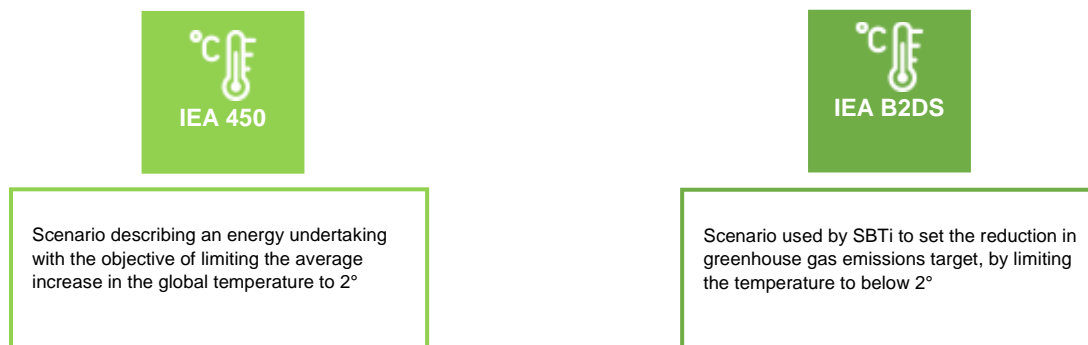 °C
IEA 450
Scenario describing an energy undertaking
with the objective of limiting the average
increase in the global temperature to 2°
°C
IEA B2DS
Scenario used by SBTi to set the reduction in
greenhouse gas emissions target, by limiting
the temperature to below 2°